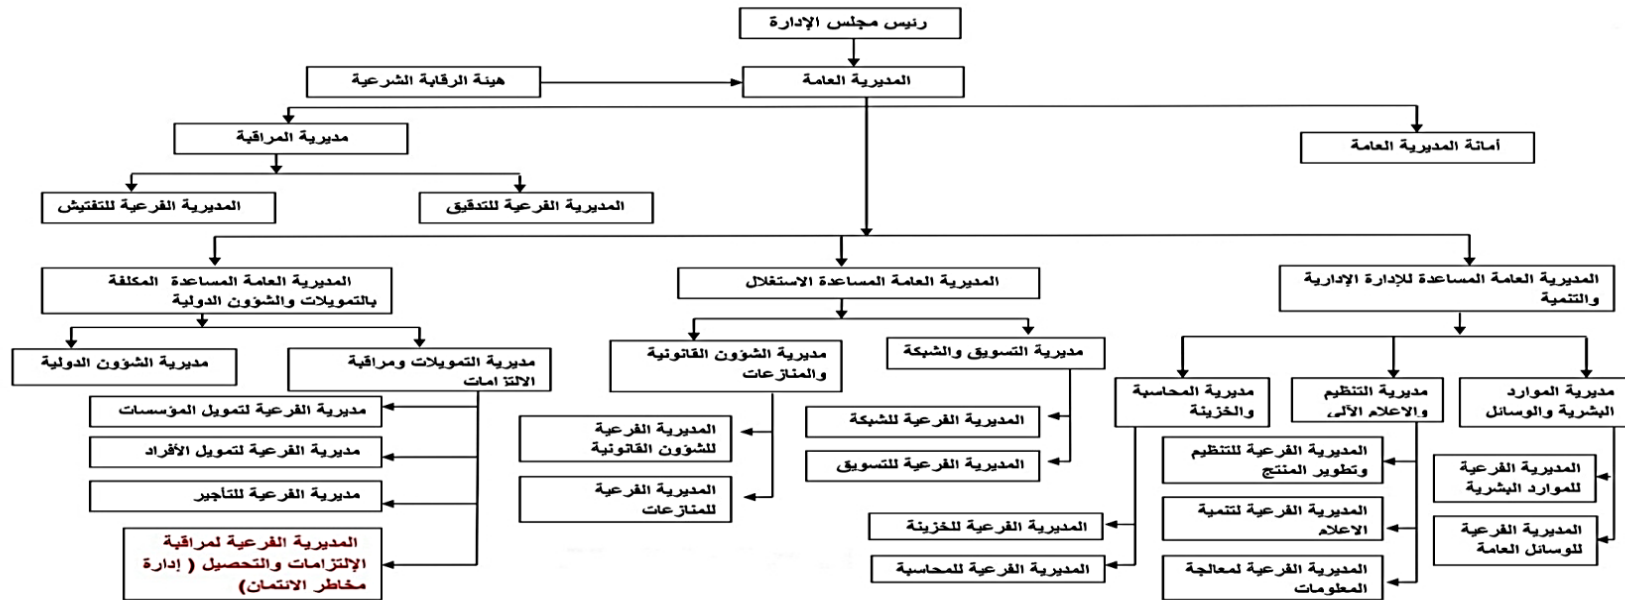 رئيس مجلس الإدارة
المديرية العامة
هيئة الرقابة الشرعية
أمانة المديرية العامة
مديرية المراقبة
المديرية الفرعية للتدقيق
المديرية الفرعية للتفتيش
المديرية العامة المساعدة للإدارة الإدارية
والتنمية
المديرية العامة المساعدة الاستغلال
المديرية العامة المساعدة المكلفة
بالتمويلات والشؤون الدولية
مديرية الموارد
البشرية والوسائل
مديرية التنظيم
والاعلام الآلي
مديرية المحاسبة
والخزينة
مديرية التسويق والشبكة
مديرية الشؤون القانونية
والمنازعات
مديرية التمويلات ومراقبة
الالتزامات
مديرية الشؤون الدولية
المديرية الفرعية
للموارد البشرية
المديرية الفرعية
للوسائل العامة
المديرية الفرعية للتنظيم
وتطوير المنتج
المديرية الفرعية لتنمية
الاعلام
المديرية الفرعية لمعالجة
المعلومات
المديرية الفرعية للخزينة
المديرية الفرعية للمحاسبة
المديرية الفرعية للشبكة
المديرية الفرعية للتسويق
المديرية الفرعية
للشؤون القانونية
المديرية الفرعية
للمنازعات
مديرية الفرعية لتمويل المؤسسات
مديرية الفرعية لتمويل الأفراد
مديرية الفرعية للتأجير
المديرية الفرعية لمراقبة
الإلتزامات والتحصيل ( إدارة
مخاطر الائتمان)